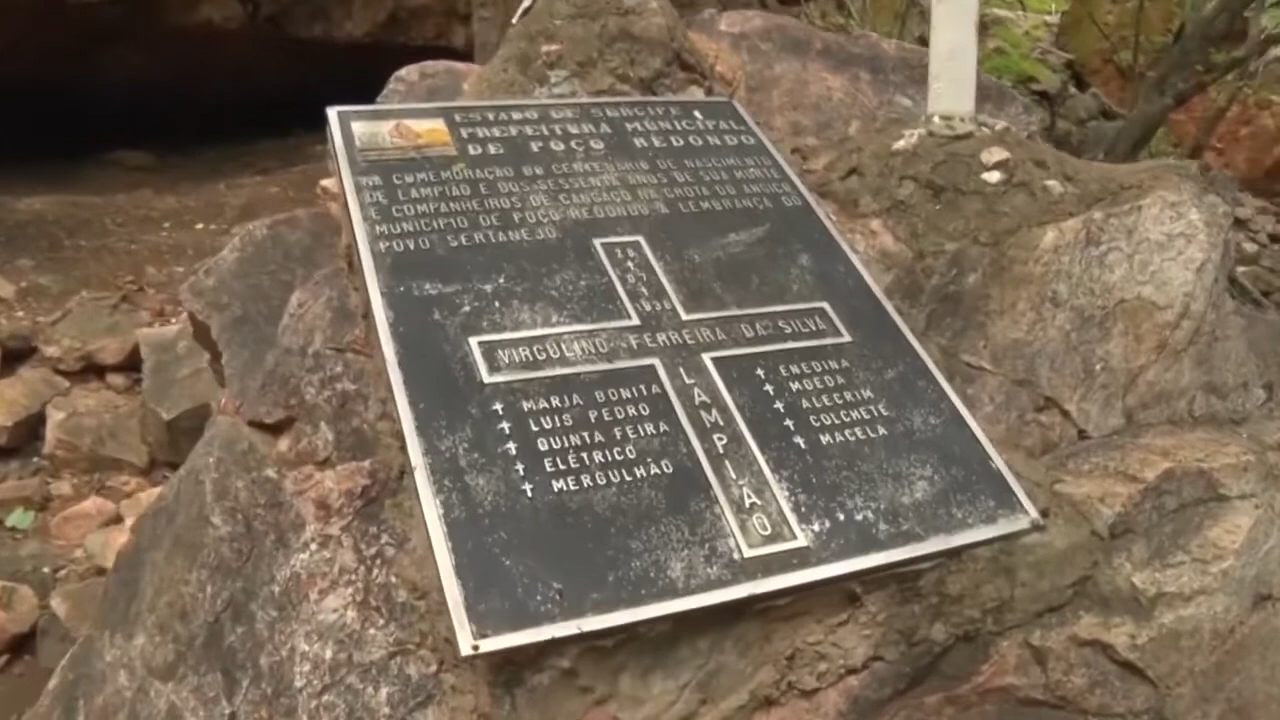 ESTADO DE SERGIPE
PREFEITURA MUNICIPAL
DE POÇO REDONDO
NA COMEMORAÇÃO DO CENTENÁRIO DE NASCIMENTO
DE LAMPIÃO E DOS SESSENTA ANOS DE SUA MORTE
E COMPANHEIROS DE CANGAÇO NA GROTA DO ANGICO
MUNICÍPIO DE POÇO REDONDO A LEMBRANÇA DO
POVO SERTANEJO
1938
VIRGULINO FERREIRA DA SILVA
LAMPIÃO
MARIA BONITA
LUIS PEDRO
QUINTA FEIRA
ELÉTRICO
MERGULHÃO
ENEDINA
MOEDA
ALECRIM
COLCHETE
MACELA